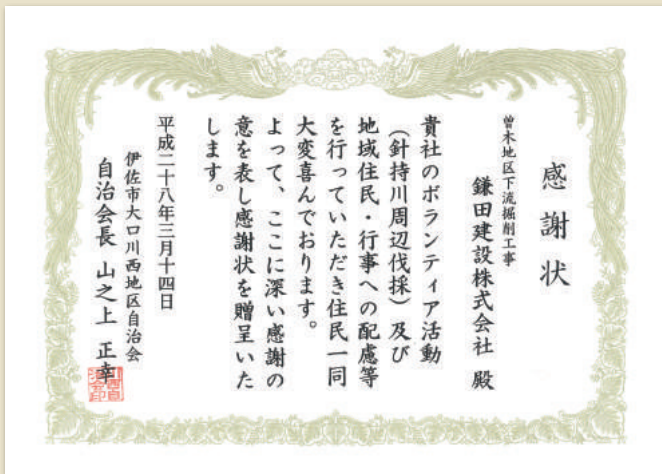 感謝状
曽木地区下流掘削工事
鎌田建設株式会社 殿
貴社のボランティア活動
(針持川周辺伐採)及び
地域住民・行事への配慮等
を行っていただき住民一同
大変喜んでおります。
よって、ここに深い感謝の
意を表し感謝状を贈呈いた
します。
平成二十八年三月十四日
伊佐市大口川西地区自治会
自治会長 山之上 正幸